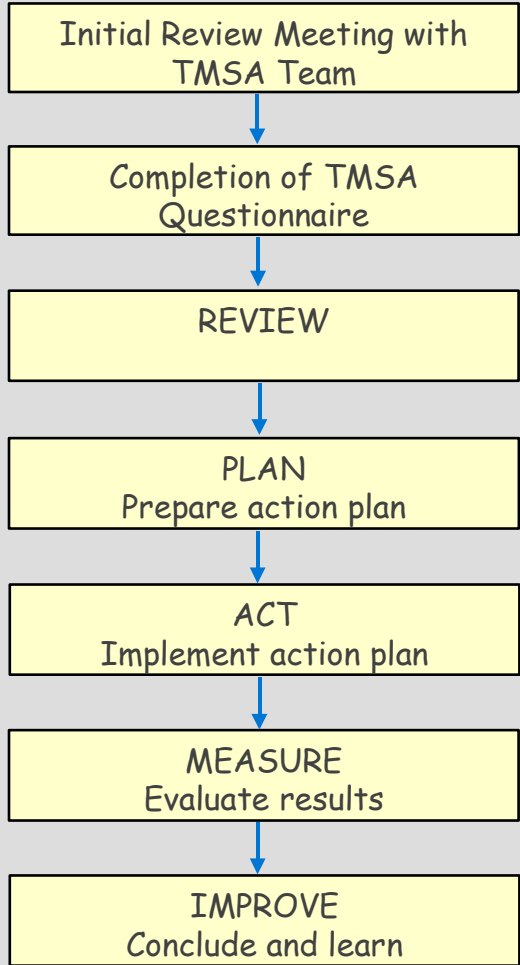 Initial Review Meeting with
TMSA Team
Completion of TMSA
Questionnaire
REVIEW
PLAN
Prepare action plan
ACT
Implement action plan
MEASURE
Evaluate results
IMPROVE
Conclude and learn